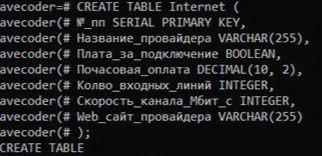 avecoder=# CREATE TABLE Internet (
avecoder(# №_пп SERIAL PRIMARY KEY,
avecoder(# Название_провайдера VARCHAR(255),
avecoder(# Плата_за_подключение BOOLEAN,
avecoder(# Почасовая_оплата DECIMAL(10, 2),
avecoder(# Колво_входных_линий INTEGER,
avecoder(# Скорость_канала_Мбит_с INTEGER,
avecoder(# Web_сайт_провайдера VARCHAR(255)
avecoder(# );
CREATE TABLE